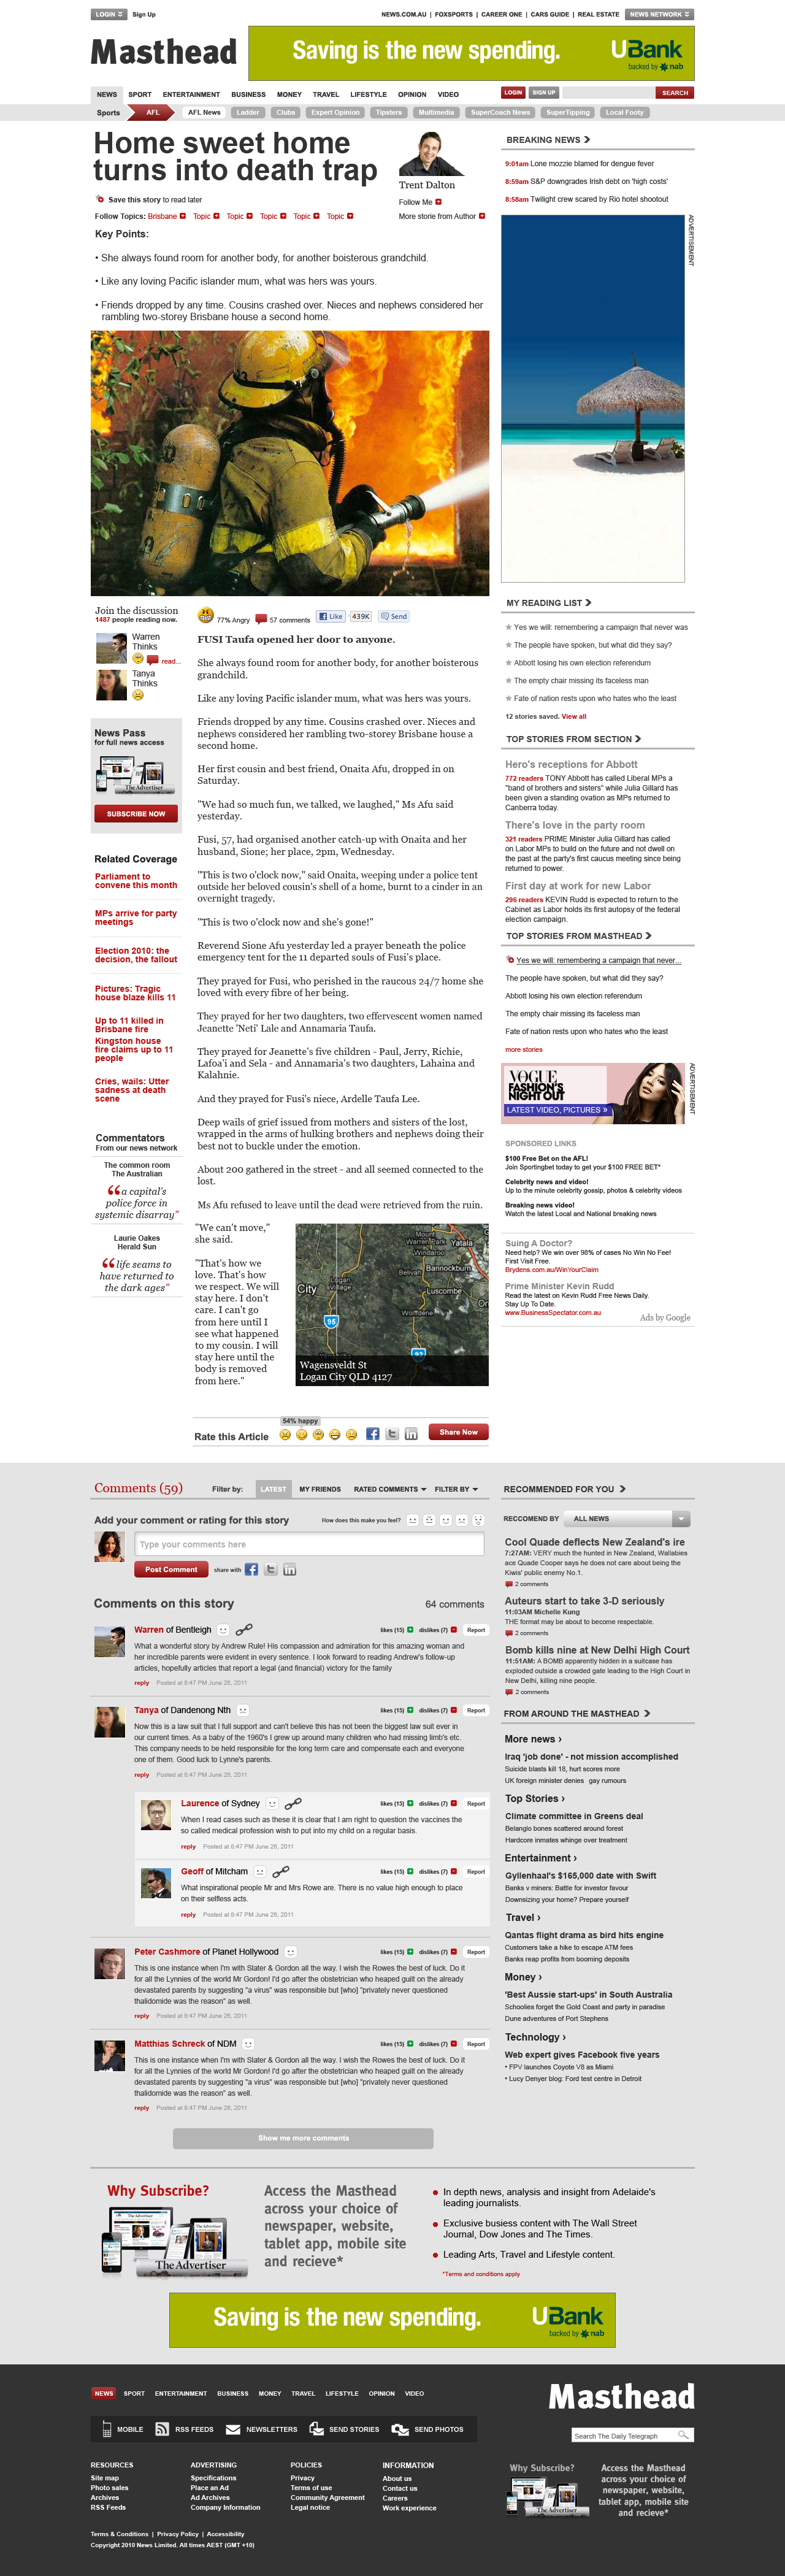 LOGIN
Sign Up
NEWS.COM.AU | FOXSPORTS | CAREER ONE | CARS GUIDE | REAL ESTATE
NEWS NETWORK
Masthead
Saving is the new spending.
UBank
backed by nab
NEWS SPORT ENTERTAINMENT BUSINESS MONEY TRAVEL LIFESTYLE OPINION VIDEO
LOGIN SIGN UP SEARCH
Sports AFL AFL News Ladder Clubs Expert Opinion Tipsters Multimedia SuperCoach News SuperTipping Local Footy
Home sweet home
turns into death trap
Save this story to read later
Follow Topics: Brisbane Topic Topic Topic Topic Topic
Trent Dalton
Follow Me
More storie from Author
Key Points:
• She always found room for another body, for another boisterous grandchild.
• Like any loving Pacific islander mum, what was hers was yours.
• Friends dropped by any time. Cousins crashed over. Nieces and nephews considered her
rambling two-storey Brisbane house a second home.
BREAKING NEWS
9:01am Lone mozzie blamed for dengue fever
8:59am S&P downgrades Irish debt on 'high costs'
8:58am Twilight crew scared by Rio hotel shootout
ADVERTISEMENT
Join the discussion
1487 people reading now.
Warren
Thinks
read...
Tanya
Thinks
News Pass
for full news access
The Advertiser
SUBSCRIBE NOW
Related Coverage
Parliament to
convene this month
MPs arrive for party
meetings
Election 2010: the
decision, the fallout
Pictures: Tragic
house blaze kills 11
Up to 11 killed in
Brisbane fire
Kingston house
fire claims up to 11
people
Cries, wails: Utter
sadness at death
scene
Commentators
From our news network
The common room
The Australian
“a capital's
police force in
systemic disarray"
Laurie Oakes
Herald Sun
“life seams to
have returned to
the dark ages"
77% Angry 57 comments Like 439K Send
FUSI Taufa opened her door to anyone.
She always found room for another body, for another boisterous
grandchild.
Like any loving Pacific islander mum, what was hers was yours.
Friends dropped by any time. Cousins crashed over. Nieces and
nephews considered her rambling two-storey Brisbane house a
second home.
Her first cousin and best friend, Onaita Afu, dropped in on
Saturday.
"We had so much fun, we talked, we laughed," Ms Afu said
yesterday.
Fusi, 57, had organised another catch-up with Onaita and her
husband, Sione; her place, 2pm, Wednesday.
"This is two o'clock now," said Onaita, weeping under a police tent
outside her beloved cousin's shell of a home, burnt to a cinder in an
overnight tragedy.
"This is two o'clock now and she's gone!"
Reverend Sione Afu yesterday led a prayer beneath the police
emergency tent for the 11 departed souls of Fusi's place.
They prayed for Fusi, who perished in the raucous 24/7 home she
loved with every fibre of her being.
They prayed for her two daughters, two effervescent women named
Jeanette 'Neti' Lale and Annamaria Taufa.
They prayed for Jeanette's five children - Paul, Jerry, Richie,
Lafoa'i and Sela - and Annamaria's two daughters, Lahaina and
Kalahnie.
And they prayed for Fusi's niece, Ardelle Taufa Lee.
Deep wails of grief issued from mothers and sisters of the lost,
wrapped in the arms of hulking brothers and nephews doing their
best not to buckle under the emotion.
About 200 gathered in the street - and all seemed connected to the
lost.
Ms Afu refused to leave until the dead were retrieved from the ruin.
"We can't move,"
she said.
"That's how we
love. That's how
we respect. We will
stay here. I don't
care. I can't go
from here until I
see what happened
to my cousin. I will
stay here until the
body is removed
from here."
Mount
Warren Park
Windaroo
Yatala
Bannockburn
Belivah
Logan
Village
Luscombe
City
Wolffdene
95
Wagensveldt St
Logan City QLD 4127
54% happy
Rate this Article
Share Now
MY READING LIST
Yes we will: remembering a campaign that never was
The people have spoken, but what did they say?
Abbott losing his own election referendum
The empty chair missing its faceless man
Fate of nation rests upon who hates who the least
12 stories saved. View all
TOP STORIES FROM SECTION
Hero's receptions for Abbott
772 readers TONY Abbott has called Liberal MPs a
"band of brothers and sisters" while Julia Gillard has
been given a standing ovation as MPs returned to
Canberra today.
There's love in the party room
321 readers PRIME Minister Julia Gillard has called
on Labor MPs to build on the future and not dwell on
the past at the party's first caucus meeting since being
returned to power.
First day at work for new Labor
296 readers KEVIN Rudd is expected to return to the
Cabinet as Labor holds its first autopsy of the federal
election campaign.
TOP STORIES FROM MASTHEAD
Yes we will: remembering a campaign that never...
The people have spoken, but what did they say?
Abbott losing his own election referendum
The empty chair missing its faceless man
Fate of nation rests upon who hates who the least
more stories
VOGUE
FASHION'S
NIGHT OUT
LATEST VIDEO, PICTURES »
ADVERTISEMENT
SPONSORED LINKS
$100 Free Bet on the AFL!
Join Sportingbet today to get your $100 FREE BET*
Celebrity news and video!
Up to the minute celebrity gossip, photos & celebrity videos
Breaking news video!
Watch the latest Local and National breaking news
Suing A Doctor?
Need help? We win over 98% of cases No Win No Fee!
First Visit Free.
Brydens.com.au/WinYourClaim
Prime Minister Kevin Rudd
Read the latest on Kevin Rudd Free News Daily.
Stay Up To Date.
www.BusinessSpectator.com.au
Ads by Google
Comments (59)
Filter by: LATEST MY FRIENDS RATED COMMENTS FILTER BY
Add your comment or rating for this story
How does this make you feel?
Type your comments here
Post Comment
share with
Comments on this story
64 comments
Warren of Bentleigh
likes (15) dislikes (7) Report
What a wonderful story by Andrew Rule! His compassion and admiration for this amazing woman and
her incredible parents were evident in every sentence. I look forward to reading Andrew's follow-up
articles, hopefully articles that report a legal (and financial) victory for the family
reply Posted at 8:47 PM June 26, 2011
Tanya of Dandenong Nth
likes (15) dislikes (7) Report
Now this is a law suit that I full support and can't believe this has not been the biggest law suit ever in
our current times. As a baby of the 1960's I grew up around many children who had missing limb's etc.
This company needs to be held responsible for the long term care and compensate each and everyone
one of them. Good luck to Lynne's parents.
reply Posted at 8:47 PM June 26, 2011
Laurence of Sydney
likes (15) dislikes (7) Report
When I read cases such as these it is clear that I am right to question the vaccines the
so called medical profession wish to put into my child on a regular basis.
reply Posted at 8:47 PM June 26, 2011
Geoff of Mitcham
likes (15) dislikes (7) Report
What inspirational people Mr and Mrs Rowe are. There is no value high enough to place
on their selfless acts.
reply Posted at 8:47 PM June 26, 2011
Peter Cashmore of Planet Hollywood
likes (15) dislikes (7) Report
This is one instance when I'm with Slater & Gordon all the way. I wish the Rowes the best of luck. Do it
for all the Lynnies of the world Mr Gordon! I'd go after the obstetrician who heaped guilt on the already
devastated parents by suggesting "a virus" was responsible but [who] "privately never questioned
thalidomide was the reason" as well.
reply Posted at 8:47 PM June 26, 2011
Matthias Schreck of NDM
likes (15) dislikes (7) Report
This is one instance when I'm with Slater & Gordon all the way. I wish the Rowes the best of luck. Do it
for all the Lynnies of the world Mr Gordon! I'd go after the obstetrician who heaped guilt on the already
devastated parents by suggesting "a virus" was responsible but [who] "privately never questioned
thalidomide was the reason" as well.
reply Posted at 8:47 PM June 26, 2011
Show me more comments
RECOMMENDED FOR YOU
RECCOMEND BY ALL NEWS
Cool Quade deflects New Zealand's ire
7:27AM: VERY much the hunted in New Zealand, Wallabies
ace Quade Cooper says he does not care about being the
Kiwis' public enemy No.1.
2 comments
Auteurs start to take 3-D seriously
11:03AM Michelle Kung
THE format may be about to become respectable.
2 comments
Bomb kills nine at New Delhi High Court
11:51AM: A BOMB apparently hidden in a suitcase has
exploded outside a crowded gate leading to the High Court in
New Delhi, killing nine people.
2 comments
FROM AROUND THE MASTHEAD
More news ›
Iraq 'job done' - not mission accomplished
Suicide blasts kill 18, hurt scores more
UK foreign minister denies gay rumours
Top Stories ›
Climate committee in Greens deal
Belanglo bones scattered around forest
Hardcore inmates whinge over treatment
Entertainment ›
Gyllenhaal's $165,000 date with Swift
Banks v miners: Battle for investor favour
Downsizing your home? Prepare yourself
Travel ›
Qantas flight drama as bird hits engine
Customers take a hike to escape ATM fees
Banks reap profits from booming deposits
Money ›
'Best Aussie start-ups' in South Australia
Schoolies forget the Gold Coast and party in paradise
Dune adventures of Port Stephens
Technology ›
Web expert gives Facebook five years
• FPV launches Coyote V8 as Miami
• Lucy Denyer blog: Ford test centre in Detroit
Why Subscribe?
The Advertiser
Access the Masthead
across your choice of
newspaper, website,
tablet app, mobile site
and recieve*
In depth news, analysis and insight from Adelaide's
leading journalists.
Exclusive busiess content with The Wall Street
Journal, Dow Jones and The Times.
Leading Arts, Travel and Lifestyle content.
*Terms and conditions apply
Saving is the new spending.
UBank
backed by nab
NEWS SPORT ENTERTAINMENT BUSINESS MONEY TRAVEL LIFESTYLE OPINION VIDEO
Masthead
MOBILE RSS FEEDS NEWSLETTERS SEND STORIES SEND PHOTOS
Search The Daily Telegraph
RESOURCES
Site map
Photo sales
Archives
RSS Feeds
ADVERTISING
Specifications
Place an Ad
Ad Archives
Company Information
POLICIES
Privacy
Terms of use
Community Agreement
Legal notice
INFORMATION
About us
Contact us
Careers
Work experience
Why Subscribe?
The Advertiser
Access the Masthead
across your choice of
newspaper, website,
tablet app, mobile site
and recieve*
Terms & Conditions | Privacy Policy | Accessibility
Copyright 2010 News Limited. All times AEST (GMT +10)